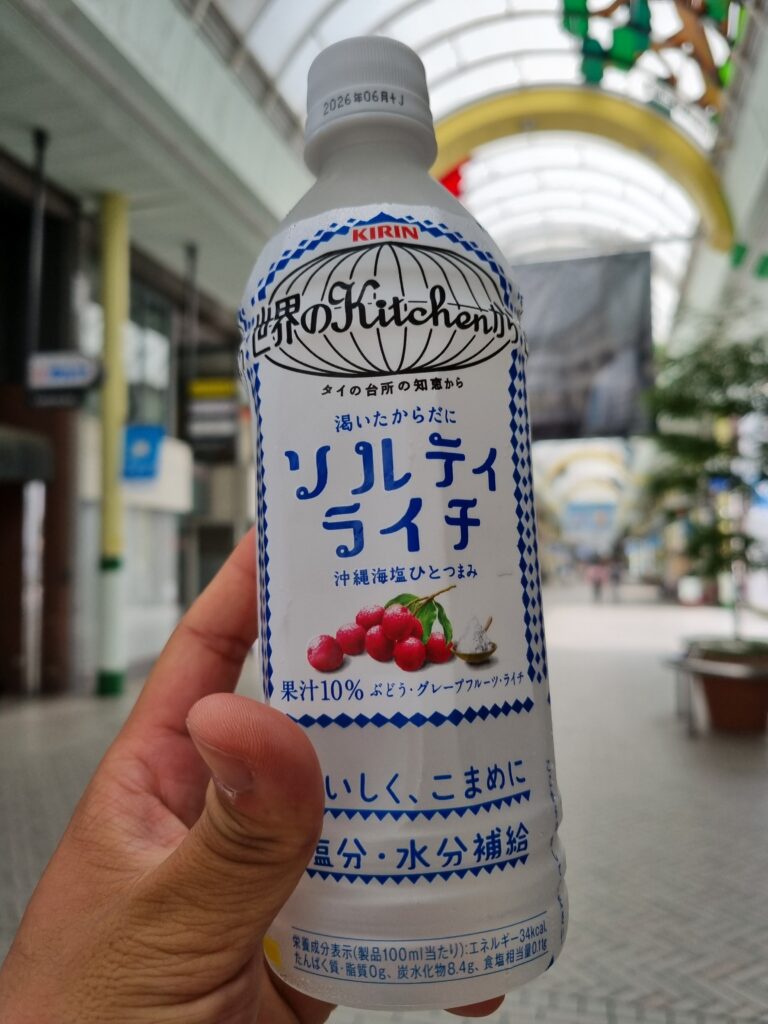 2026年06月
KIRIN
世界のKitchenから
タイの台所の知恵から
渇いたからだに
ソルティ
ライチ
沖縄海塩ひとつまみ
果汁10% ぶどう・グレープフルーツ・ライチ
いしく、こまめに
塩分・水分補給
栄養成分表示(製品100ml当たり):エネルギー34kcal、
たんぱく質・脂質0g、炭水化物8.4g、食塩相当量0.11g